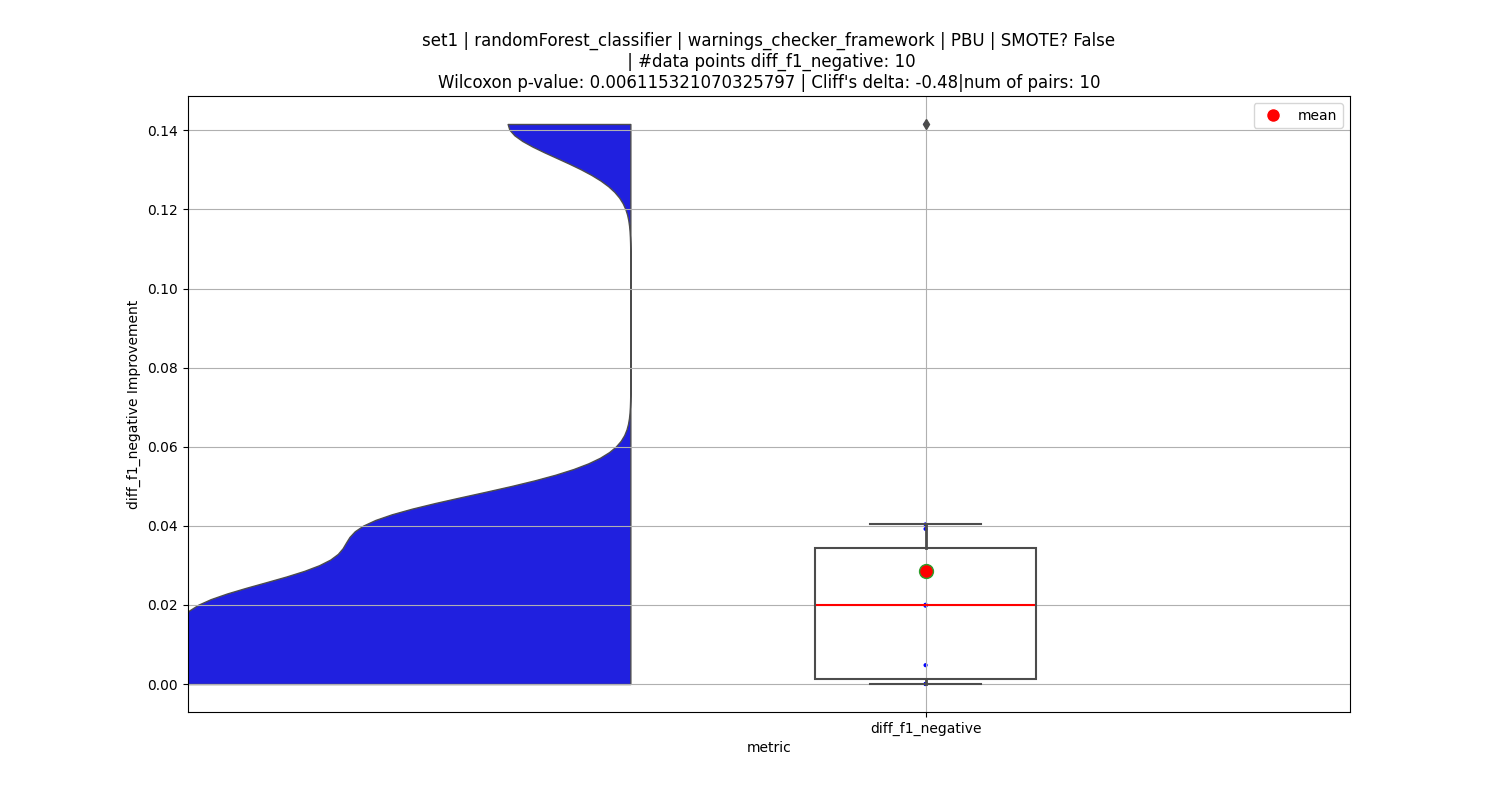 set1 | randomForest_classifier | warnings_checker_framework | PBU | SMOTE? False
| #data points diff_f1_negative: 10
Wilcoxon p-value: 0.006115321070325797 | Cliff's delta: -0.48|num of pairs: 10
mean
0.14
0.12
0.10
0.08
0.06
0.04
0.02
0.00
diff_f1_negative Improvement
diff_f1_negative
metric